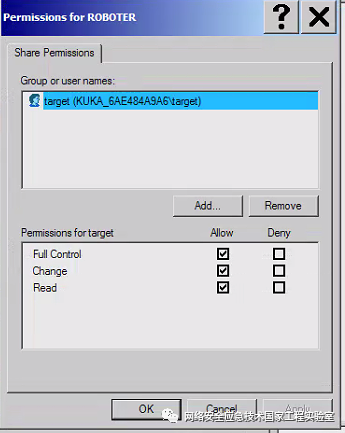 Permissions for ROBOTER
Share Permissions
Group or user names:
target (KUKA_6AE484A9A6\target)
Add...
Remove
Permissions for target
Allow
Deny
Full Control
Change
Read
OK
Cancel
Apply
网络安全应急技术国家工程实验室